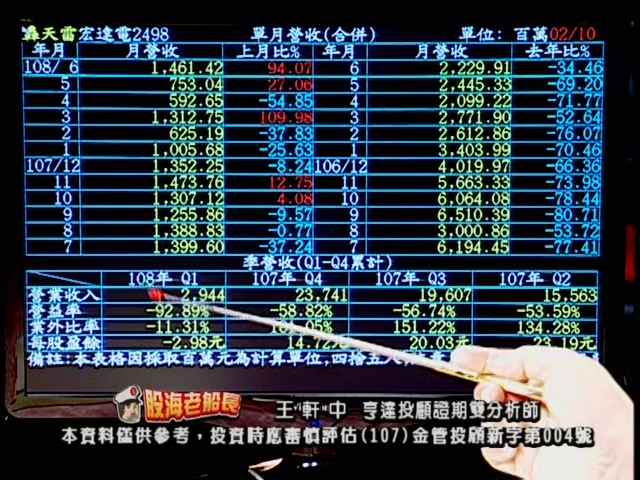 轟天雷宏達電2498 單月營收(合併) 單位: 百萬02/10
年月 月營收 上月比% 年月 月營收 去年比%
108/ 6 1,461.42 94.07 6 2,229.91 -34.46
5 753.04 27.06 5 2,445.33 -69.20
4 592.65 -54.85 4 2,099.22 -71.77
3 1,312.75 109.98 3 2,771.90 -52.64
2 625.19 -37.83 2 2,612.86 -76.07
1 1,005.68 -25.63 1 3,403.99 -70.46
107/12 1,352.25 -8.24 106/12 4,019.97 -66.36
11 1,473.76 12.75 11 5,663.33 -73.98
10 1,307.12 4.08 10 6,064.08 -78.44
9 1,255.86 -9.57 9 6,510.39 -80.71
8 1,388.83 -0.77 8 3,000.86 -53.72
7 1,399.60 -37.24 7 6,194.45 -77.41
季營收(Q1-Q4累計)
108年 Q1 107年 Q4 107年 Q3 107年 Q2
營業收入 2,944 23,741 19,607 15,563
營益率 -92.89% -58.82% -56.74% -53.59%
業外比率 -11.31% 151.22% 134.28%
每股盈餘 -2.98元 14.72元 20.03元 23.19元
備註:本表格因採取百萬元為計算單位,四捨五入
股海老船長 王"軒"中 亨達投顧證期雙分析師
本資料僅供參考，投資時應審慎評估(107)金管投顧新字第004號